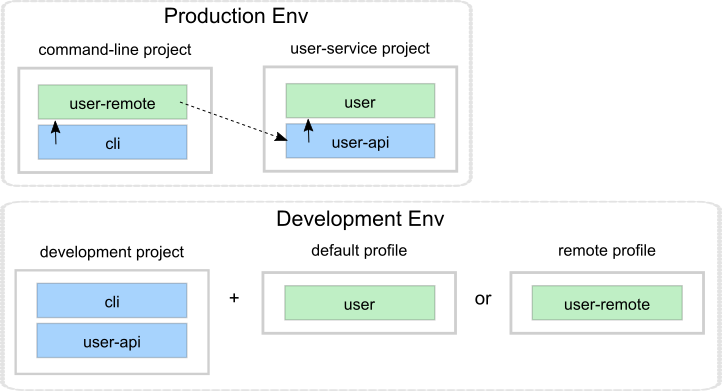 Production Env
command-line project
user-service project
user-remote
cli
user
user-api
Development Env
development project
default profile
remote profile
cli
user-api
+
user
or
user-remote